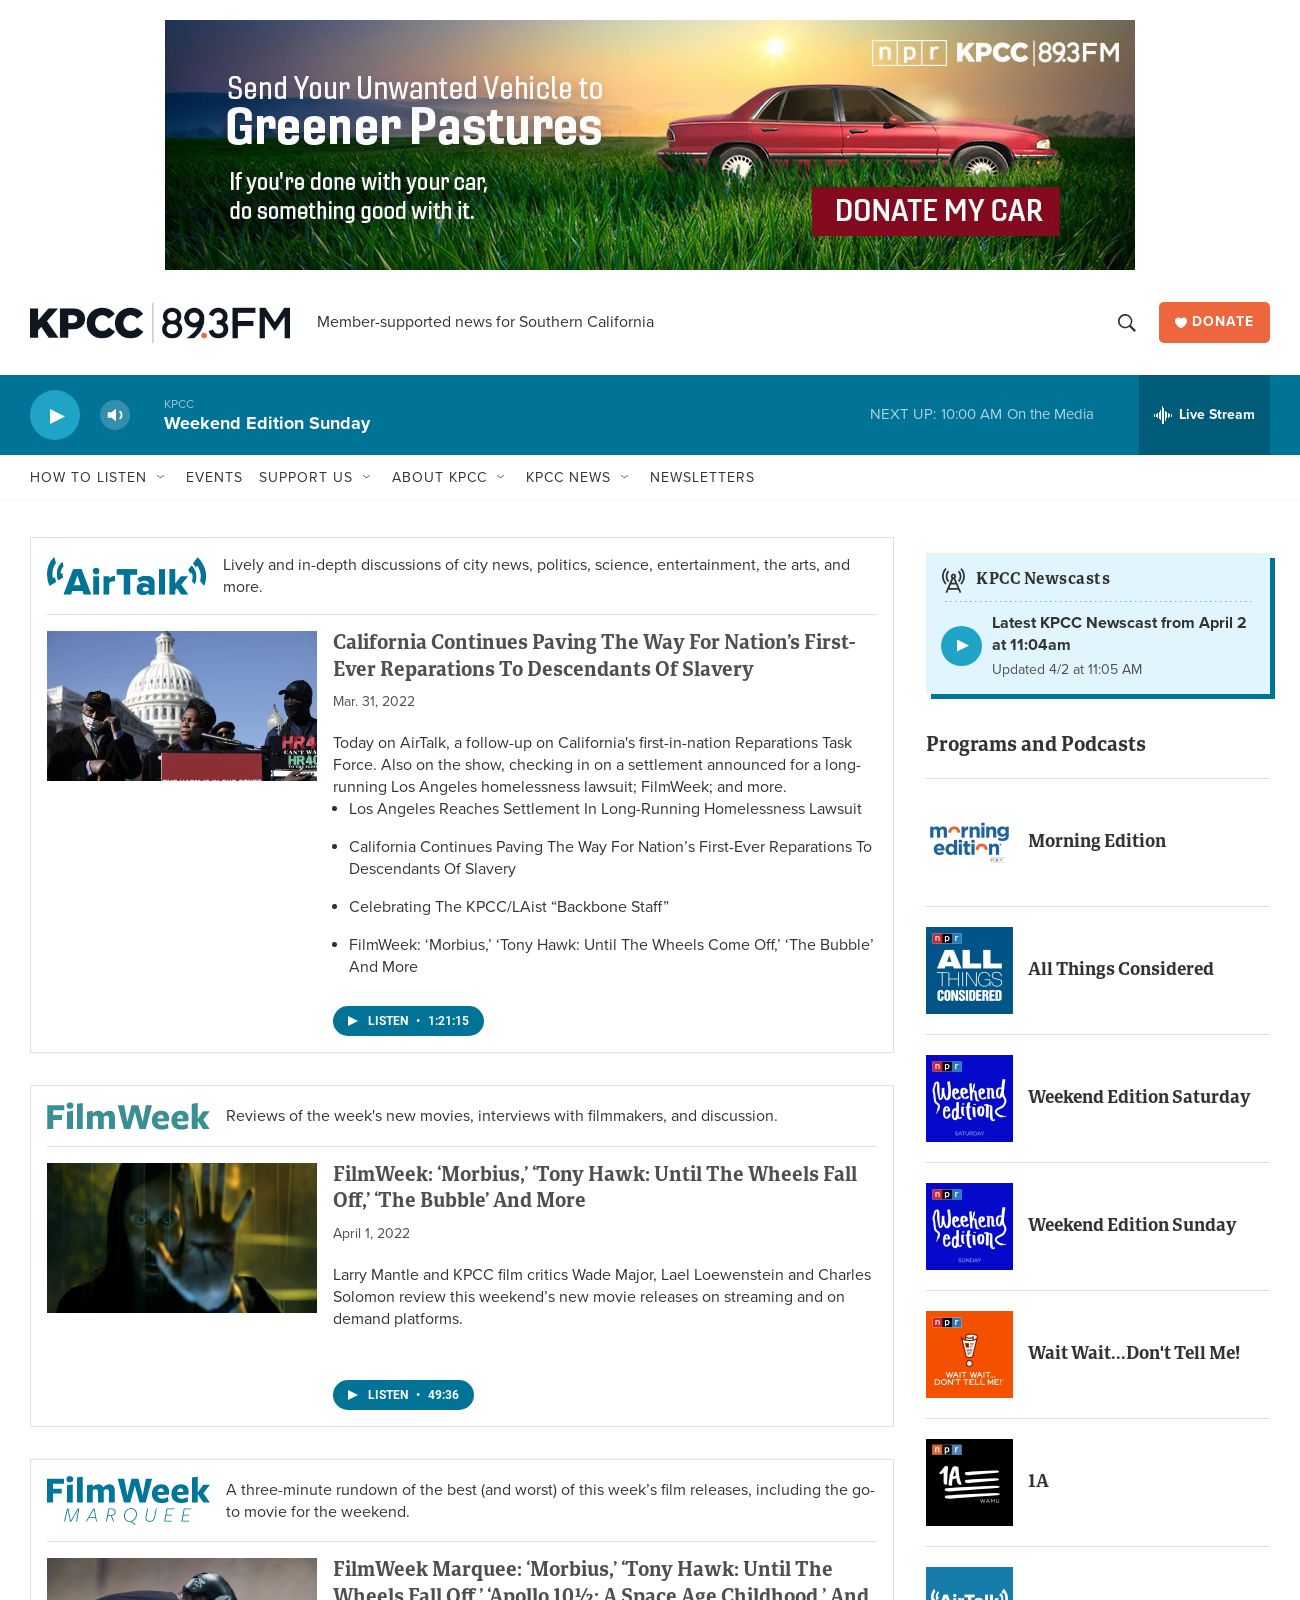 npr KPCC 89.3FM
Send Your Unwanted Vehicle to
Greener Pastures
If you're done with your car,
do something good with it.
DONATE MY CAR
KPCC 89.3FM
Member-supported news for Southern California
DONATE
KPCC
Weekend Edition Sunday
NEXT UP: 10:00 AM On the Media
Live Stream
HOW TO LISTEN
EVENTS
SUPPORT US
ABOUT KPCC
KPCC NEWS
NEWSLETTERS
AirTalk
Lively and in-depth discussions of city news, politics, science, entertainment, the arts, and
more.
HR4
CAN'T WA
HR40
California Continues Paving The Way For Nation’s First-
Ever Reparations To Descendants Of Slavery
Mar. 31, 2022
Today on AirTalk, a follow-up on California's first-in-nation Reparations Task
Force. Also on the show, checking in on a settlement announced for a long-
running Los Angeles homelessness lawsuit; FilmWeek; and more.
Los Angeles Reaches Settlement In Long-Running Homelessness Lawsuit
California Continues Paving The Way For Nation’s First-Ever Reparations To
Descendants Of Slavery
Celebrating The KPCC/LAist “Backbone Staff”
FilmWeek: ‘Morbius,’ ‘Tony Hawk: Until The Wheels Come Off,’ ‘The Bubble’
And More
LISTEN • 1:21:15
FilmWeek
Reviews of the week's new movies, interviews with filmmakers, and discussion.
FilmWeek: ‘Morbius,’ ‘Tony Hawk: Until The Wheels Fall
Off,’ ‘The Bubble’ And More
April 1, 2022
Larry Mantle and KPCC film critics Wade Major, Lael Loewenstein and Charles
Solomon review this weekend’s new movie releases on streaming and on
demand platforms.
LISTEN • 49:36
FilmWeek
MARQUEE
A three-minute rundown of the best (and worst) of this week’s film releases, including the go-
to movie for the weekend.
FilmWeek Marquee: ‘Morbius,’ ‘Tony Hawk: Until The
Wheels Fall Off,’ ‘Apollo 10½: A Space Age Childhood,’ And
KPCC Newscasts
Latest KPCC Newscast from April 2
at 11:04am
Updated 4/2 at 11:05 AM
Programs and Podcasts
morning
edition
npr
Morning Edition
npr
ALL
THINGS
CONSIDERED
All Things Considered
npr
Weekend
edition
SATURDAY
Weekend Edition Saturday
npr
Weekend
edition
SUNDAY
Weekend Edition Sunday
npr
WAIT WAIT...
DON'T TELL ME!
Wait Wait...Don't Tell Me!
npr
1A
WAMU
1A
AirTalk